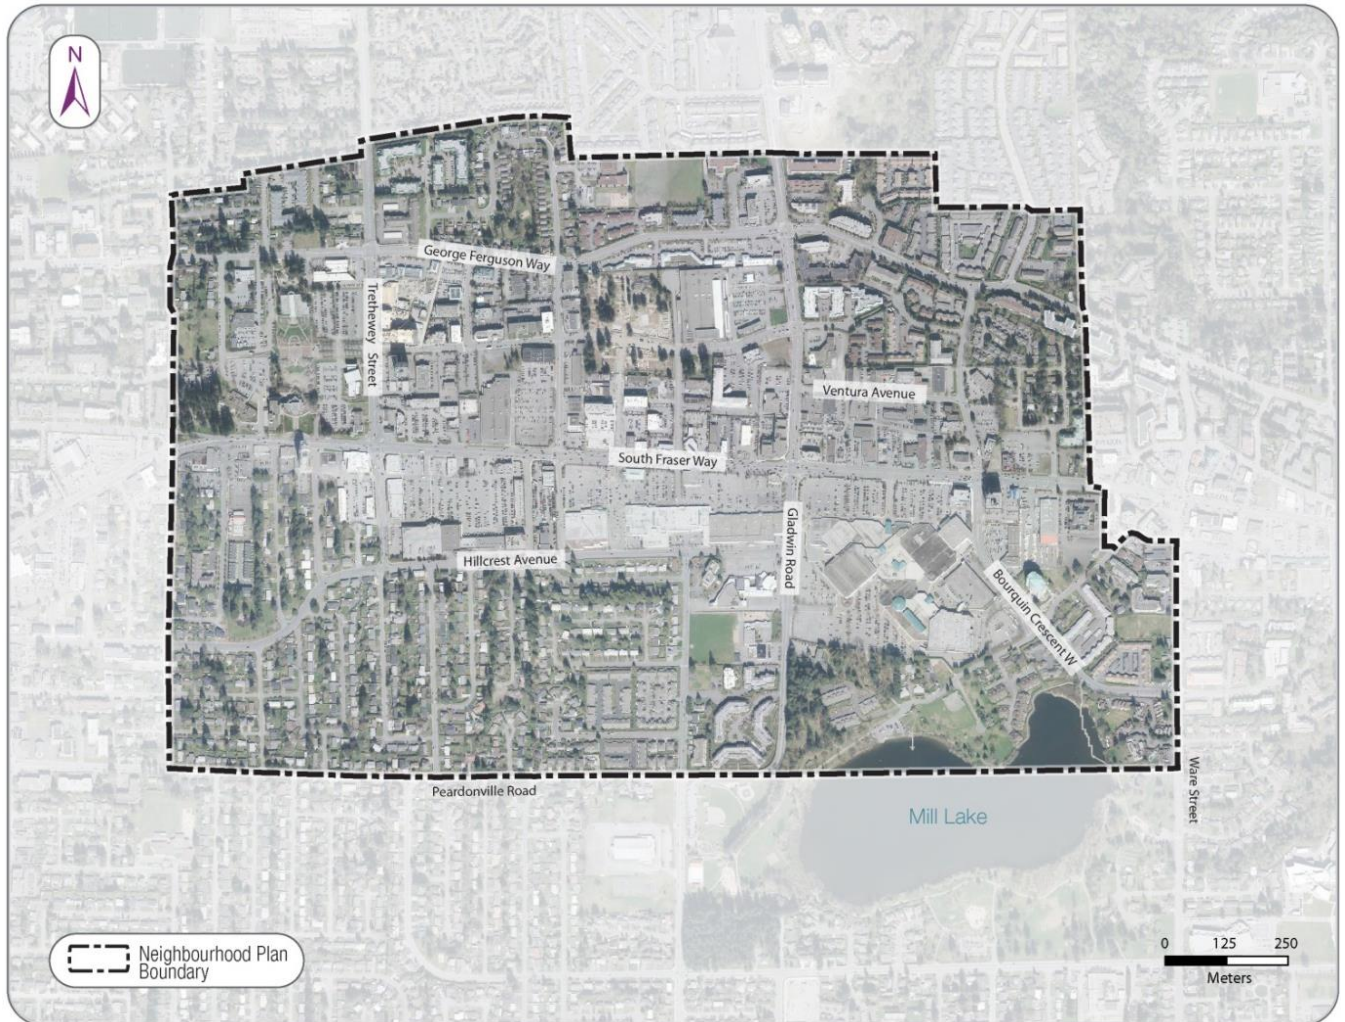 N
George Ferguson Way
Trethewey Street
Ventura Avenue
South Fraser Way
Gladwin Road
Hillcrest Avenue
Bourquin Crescent W
Peardonville Road
Ware Street
Mill Lake
Neighbourhood Plan
Boundary
0 125 250
Meters